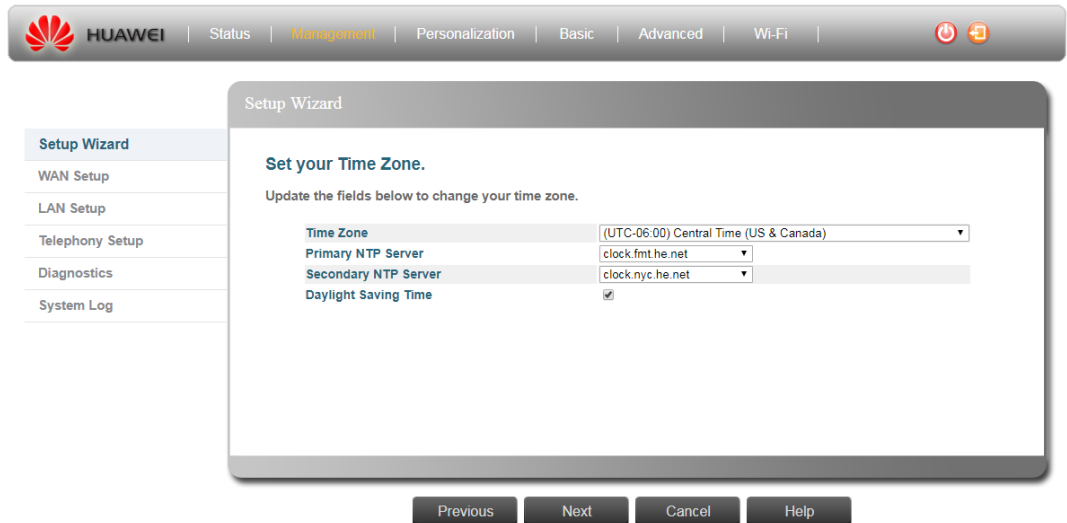 HUAWEI | Status | Management | Personalization | Basic | Advanced | Wi-Fi |
Setup Wizard
Setup Wizard
WAN Setup
LAN Setup
Telephony Setup
Diagnostics
System Log
Set your Time Zone.
Update the fields below to change your time zone.
Time Zone (UTC-06:00) Central Time (US & Canada)
Primary NTP Server clock.fmt.he.net
Secondary NTP Server clock.nyc.he.net
Daylight Saving Time
Previous Next Cancel Help